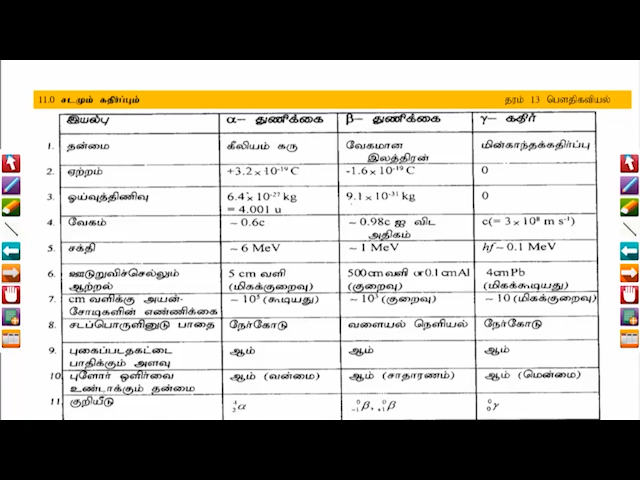 11.0 சடமும் கதிர்ப்பும் தரம் 13 பௌதிகவியல்
இயல்பு α– துணிக்கை β– துணிக்கை γ– கதிர்
1. தன்மை கீலியம் கரு வேகமான இலத்திரன் மின்காந்தக்கதிர்ப்பு
2. ஏற்றம் +3.2 × 10⁻¹⁹ C -1.6 × 10⁻¹⁹ C 0
3. ஓய்வுத்திணிவு 6.4 × 10⁻²⁷ kg = 4.001 u 9.1 × 10⁻³¹ kg 0
4. வேகம் ~ 0.6c ~ 0.98c ஐ விட அதிகம் c(= 3 × 10⁸ m s⁻¹)
5. சக்தி ~ 6 MeV ~ 1 MeV hf ~ 0.1 MeV
6. ஊடுறுவிச்செல்லும் ஆற்றல் 5 cm வளி (மிகக்குறைவு) 500 cm வளி or 0.1 cm Al (குறைவு) 4cm Pb (மிகக்கூடியது)
7. cm வளிக்கு அயன்-சோடிகளின் எண்ணிக்கை ~ 10⁵ (கூடியது) ~ 10³ (குறைவு) ~ 10 (மிகக்குறைவு)
8. சடப்பொருளினுடு பாதை நேர்கோடு வளையல் நெளியல் நேர்கோடு
9. புகைப்படதகட்டை பாதிக்கும் அளவு ஆம் ஆம் ஆம்
10. புளோர் ஒளிர்வை உண்டாக்கும் தன்மை ஆம் (வன்மை) ஆம் (சாதாரணம்) ஆம் (மென்மை)
11. குறியீடு ⁴₂α ⁰₋₁β, ⁰₊₁β ⁰₀γ